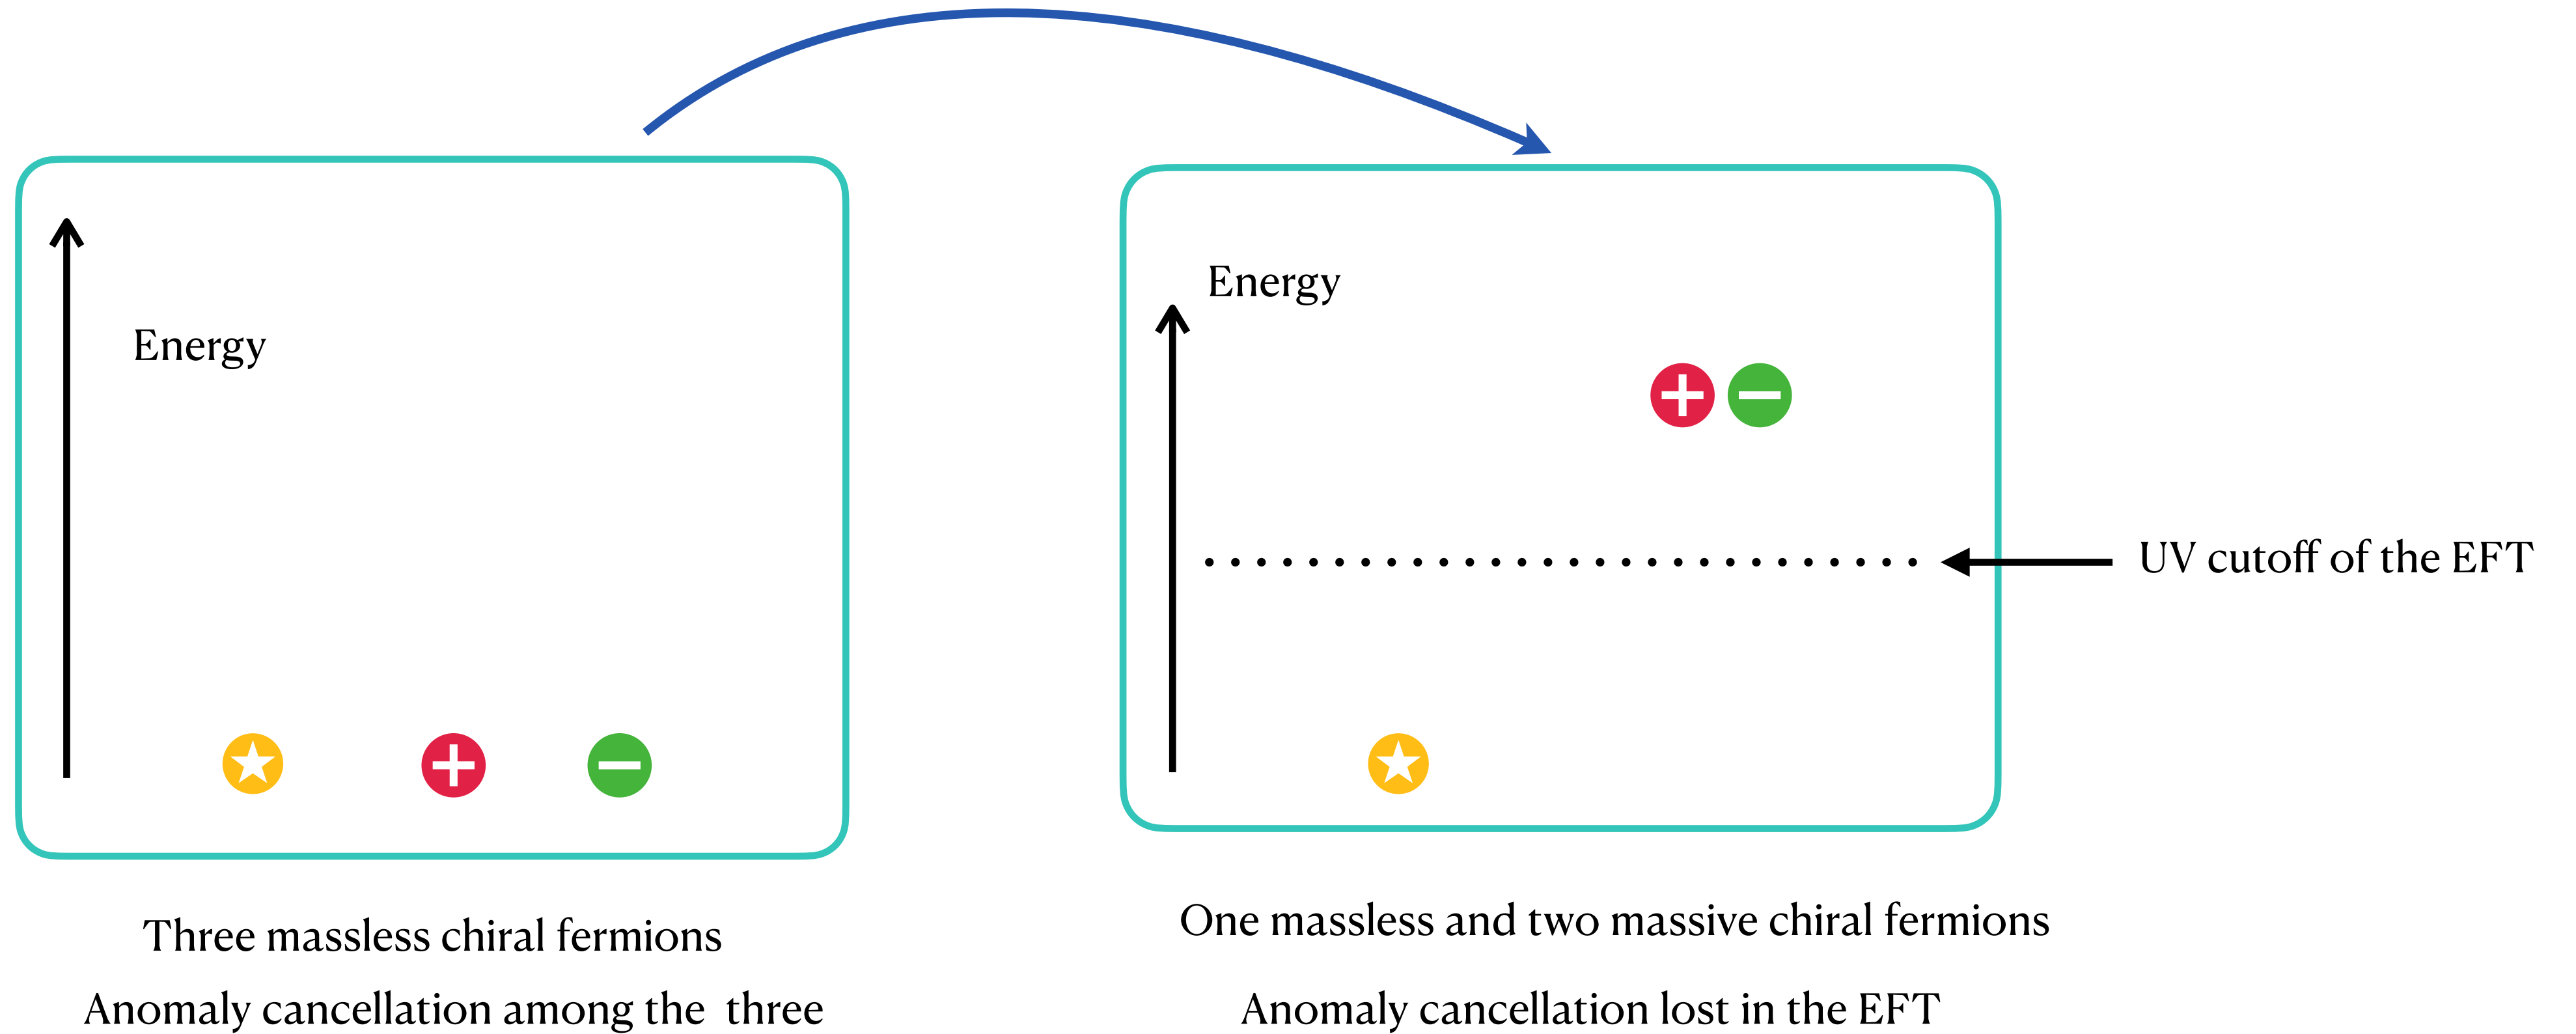 Energy
Three massless chiral fermions
Anomaly cancellation among the three
Energy
UV cutoff of the EFT
One massless and two massive chiral fermions
Anomaly cancellation lost in the EFT